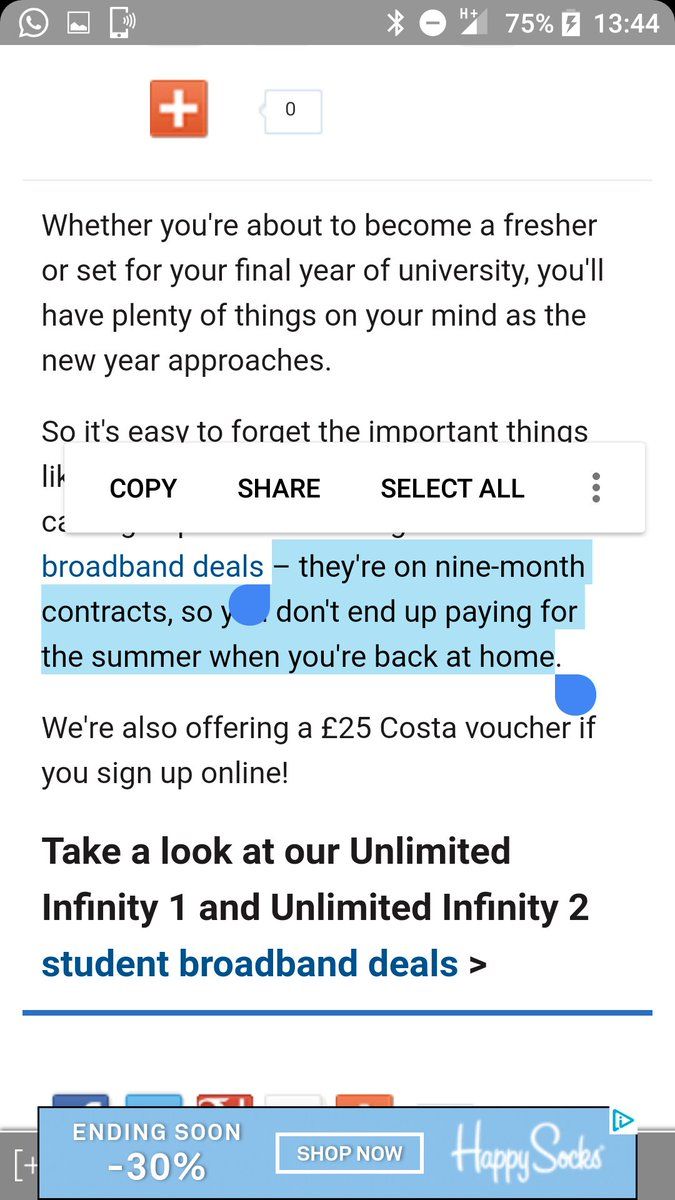 H+ 75% 13:44
0
Whether you're about to become a fresher
or set for your final year of university, you'll
have plenty of things on your mind as the
new year approaches.
So it's easy to forget the important things
COPY SHARE SELECT ALL
broadband deals – they're on nine-month
contracts, so don't end up paying for
the summer when you're back at home.
We're also offering a £25 Costa voucher if
you sign up online!
Take a look at our Unlimited
Infinity 1 and Unlimited Infinity 2
student broadband deals >
ENDING SOON
-30%
SHOP NOW
Happy Socks